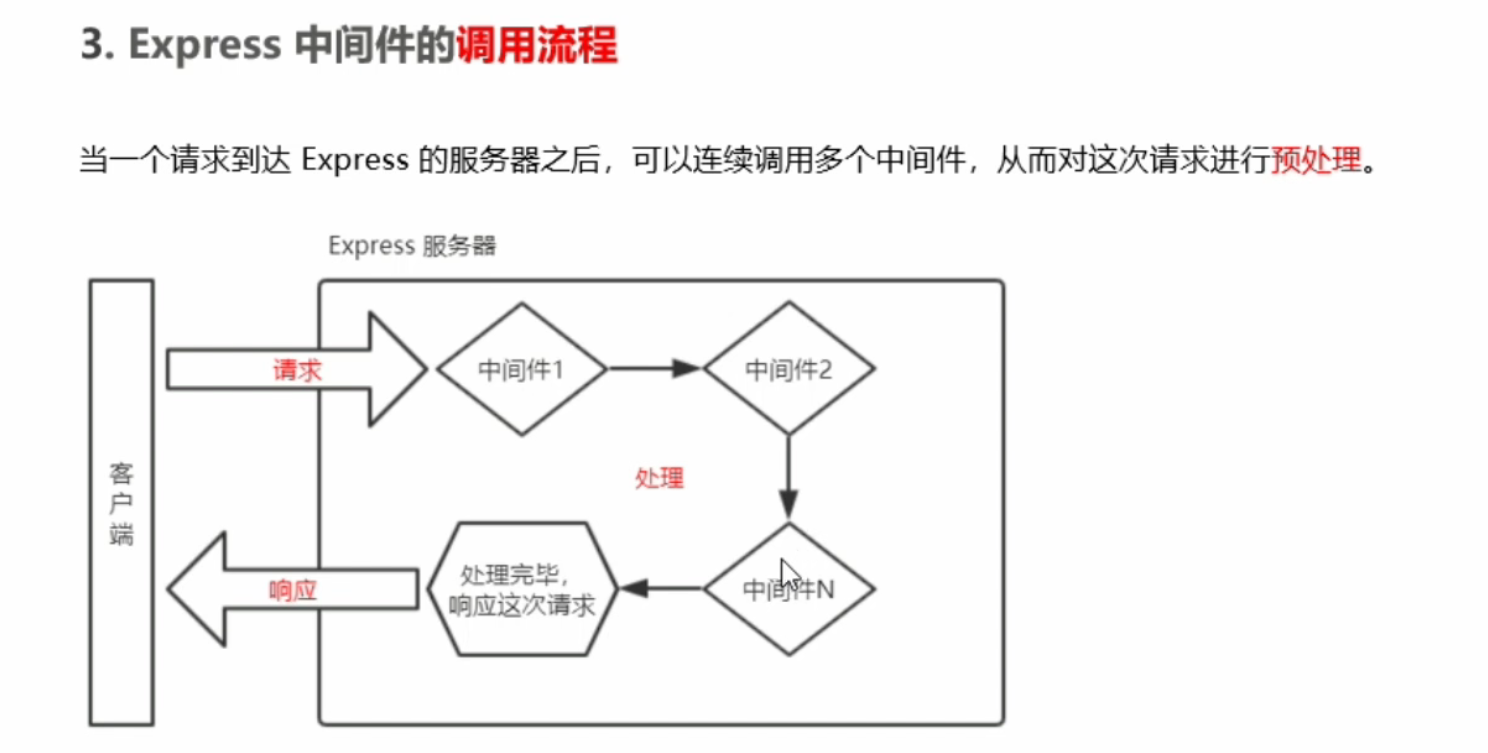 3. Express 中间件的调用流程
当一个请求到达 Express 的服务器之后，可以连续调用多个中间件，从而对这次请求进行预处理。
Express 服务器
请求
中间件1
中间件2
客户端
处理
响应
处理完毕，
响应这次请求
中间件N